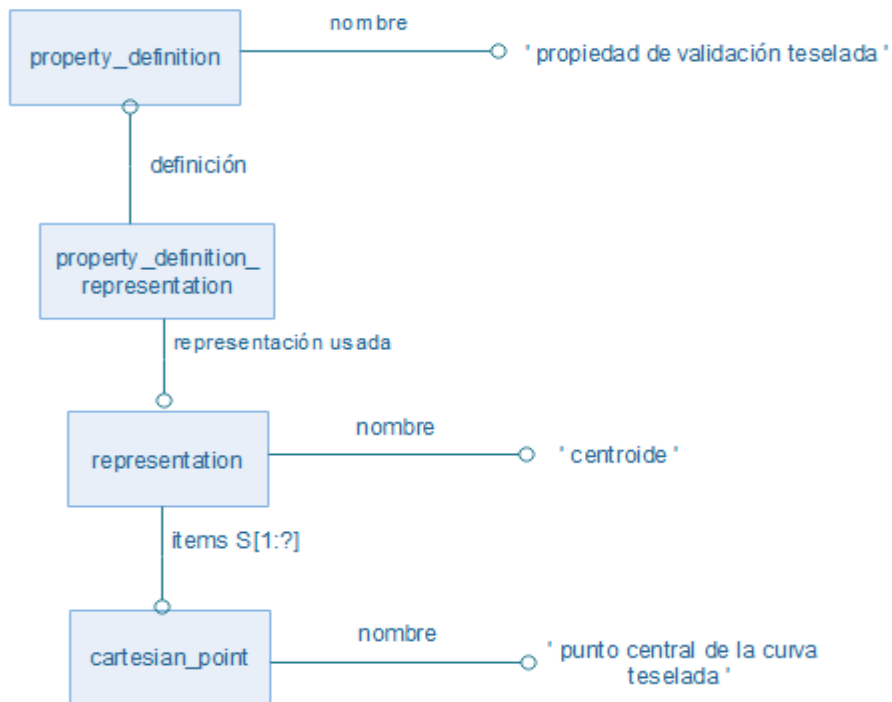 nombre
property_definition
' propiedad de validación teselada '
definición
property_definition_
representation
representación usada
nombre
representation
' centroide '
items S[1:?]
nombre
cartesian_point
' punto central de la curva
teselada '